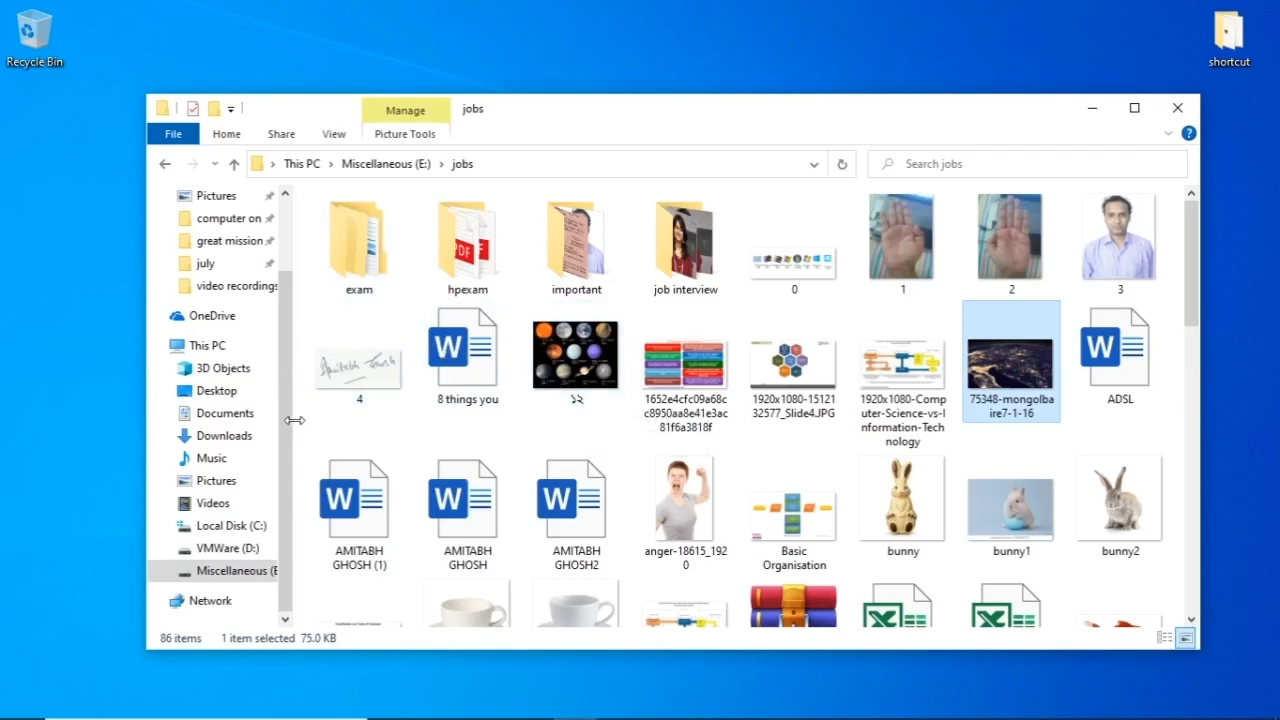 Recycle Bin
shortcut
Manage
jobs
File
Home
Share
View
Picture Tools
This PC
Miscellaneous (E:)
jobs
Search jobs
Pictures
computer on
great mission
july
video recordings
OneDrive
This PC
3D Objects
Desktop
Documents
Downloads
Music
Pictures
Videos
Local Disk (C:)
VMWare (D:)
Miscellaneous (E
Network
exam
PDF
hpexam
important
job interview
0
1
2
3
Amitabh
4
W
8 things you
1652e4cfc09a68c
c8950aa8e41e3ac
81f6a3818f
1920x1080-15121
32577_Slide4.JPG
1920x1080-Comp
uter-Science-vs-I
nformation-Tech
nology
75348-mongolba
ire7-1-16
W
ADSL
W
AMITABH
GHOSH (1)
W
AMITABH
GHOSH
W
AMITABH
GHOSH2
anger-18615_192
0
Basic
Organisation
bunny
bunny1
bunny2
X
X
86 items
1 item selected 75.0 KB